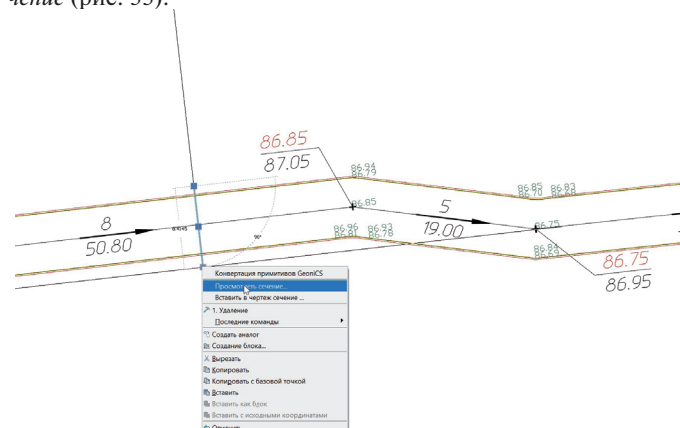 чение (рис. 33).
86.85
87.05
86.94
86.79
86.85
86.85 86.83
86.70 86.68
5
19.00
8
50.80
90°
86.96 86.93
86.81 86.78
86.75
86.84
86.69
86.75
86.95
Конвертация примитивов GeoniCS
Просмотреть сечение...
Вставить в чертеж сечение ...
1. Удаление
Последние команды
Создать аналог
Создание блока...
Вырезать
Копировать
Копировать с базовой точкой
Вставить
Вставить как блок
Вставить с исходными координатами
Отменить